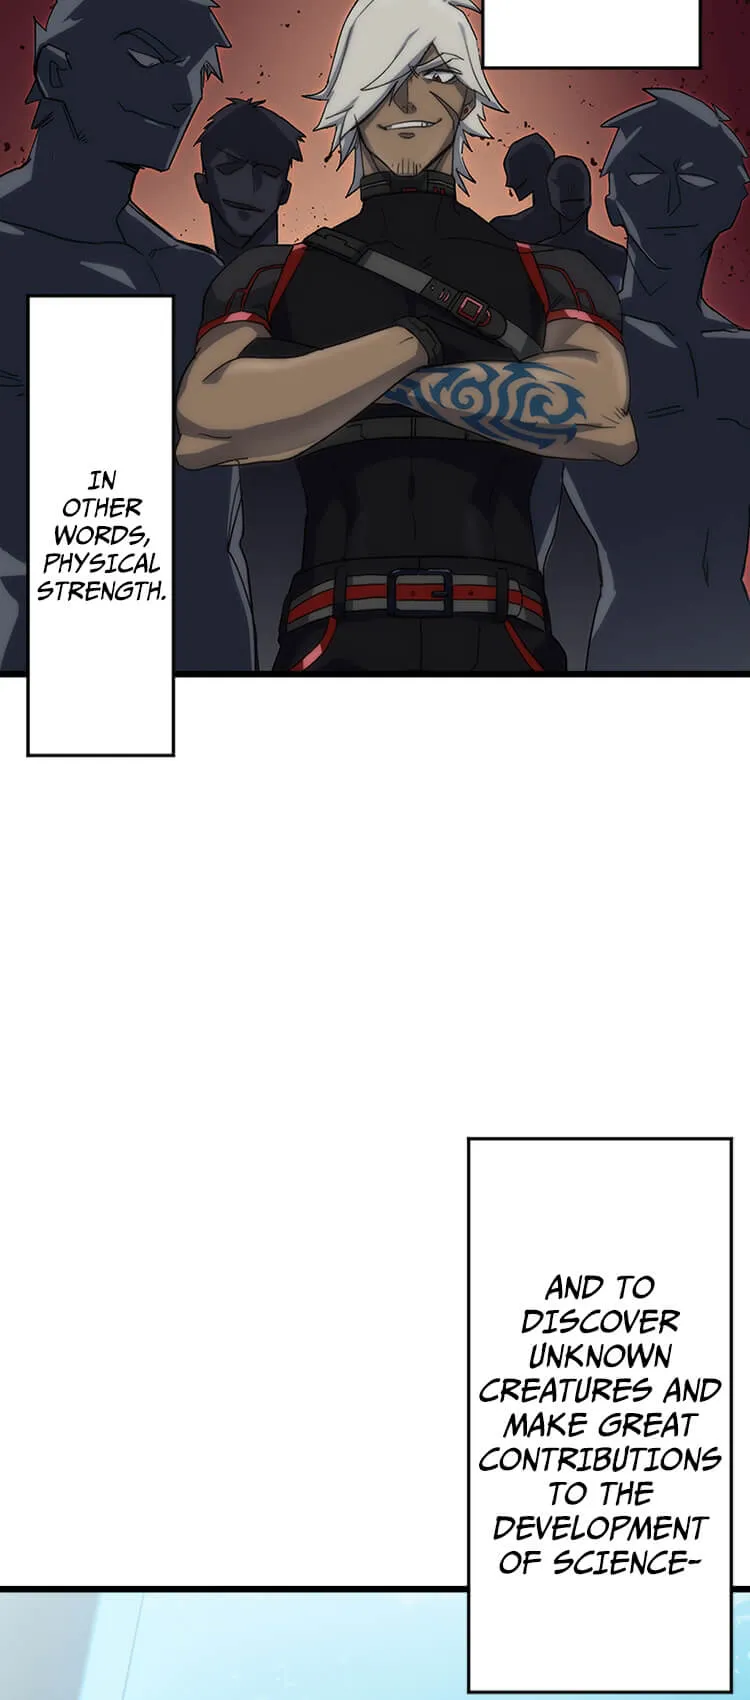 IN
OTHER
WORDS,
PHYSICAL
STRENGTH.
AND TO
DISCOVER
UNKNOWN
CREATURES AND
MAKE GREAT
CONTRIBUTIONS
TO THE
DEVELOPMENT
OF SCIENCE-